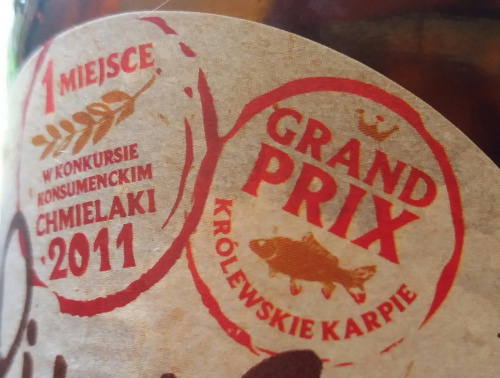 1 MIEJSCE
W KONKURSIE
KONSUMENCKIM
CHMIELAKI
2011
GRAND
PRIX
KRÓLEWSKIE KARPIE